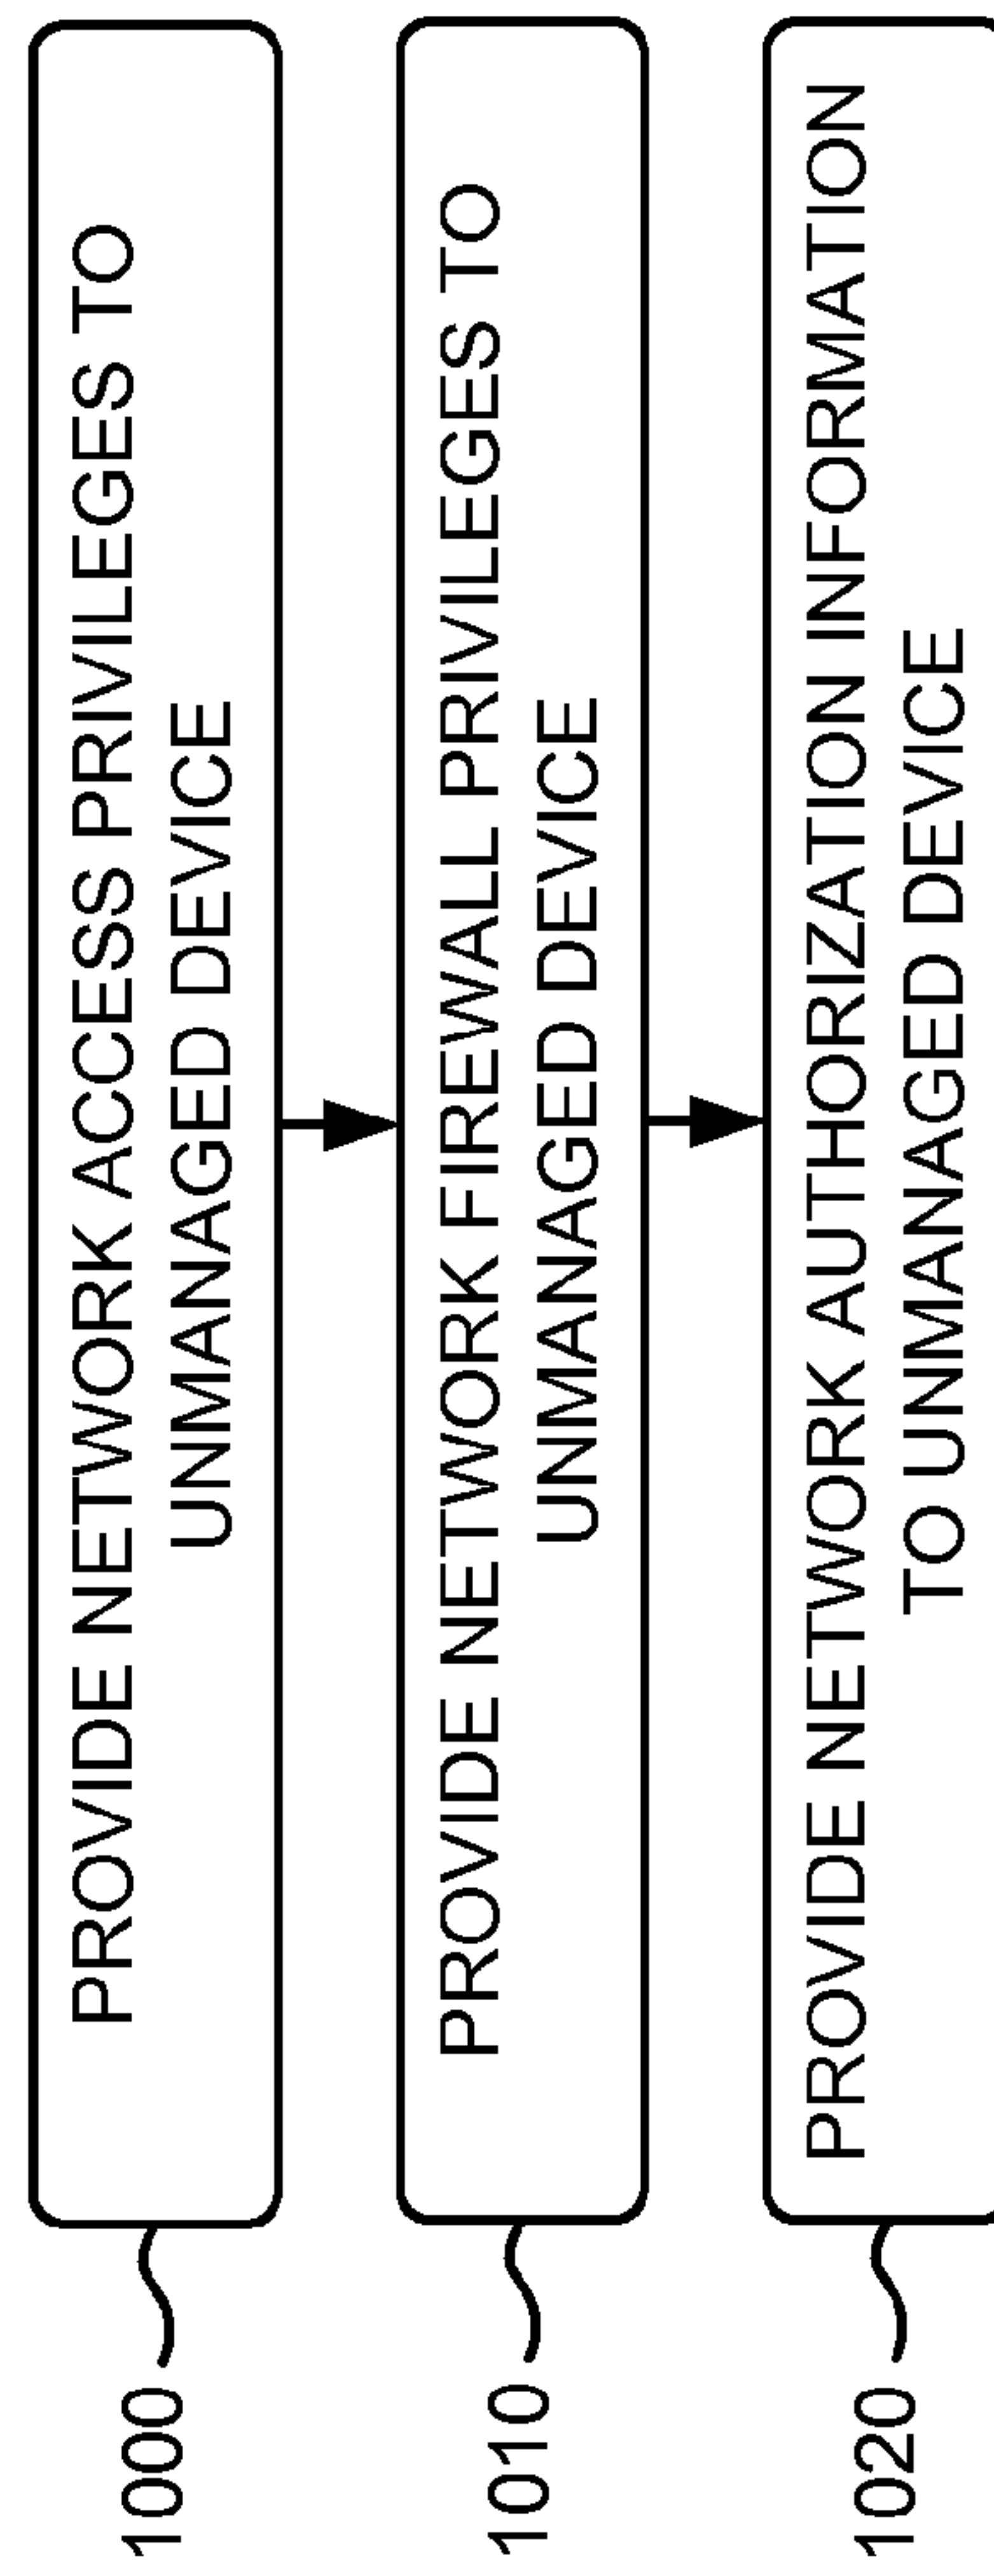 1000
PROVIDE NETWORK ACCESS PRIVILEGES TO
UNMANAGED DEVICE
1010
PROVIDE NETWORK FIREWALL PRIVILEGES TO
UNMANAGED DEVICE
1020
PROVIDE NETWORK AUTHORIZATION INFORMATION
TO UNMANAGED DEVICE